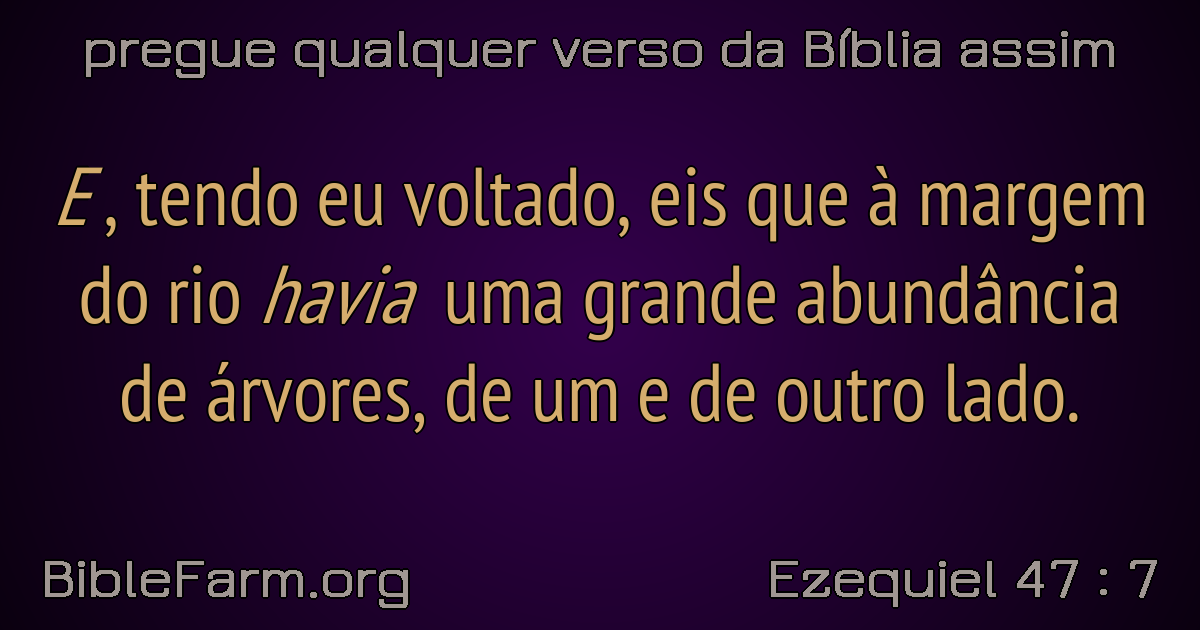 pregue qualquer verso da Bíblia assim
E , tendo eu voltado, eis que à margem
do rio havia uma grande abundância
de árvores, de um e de outro lado.
BibleFarm.org
Ezequiel 47 : 7